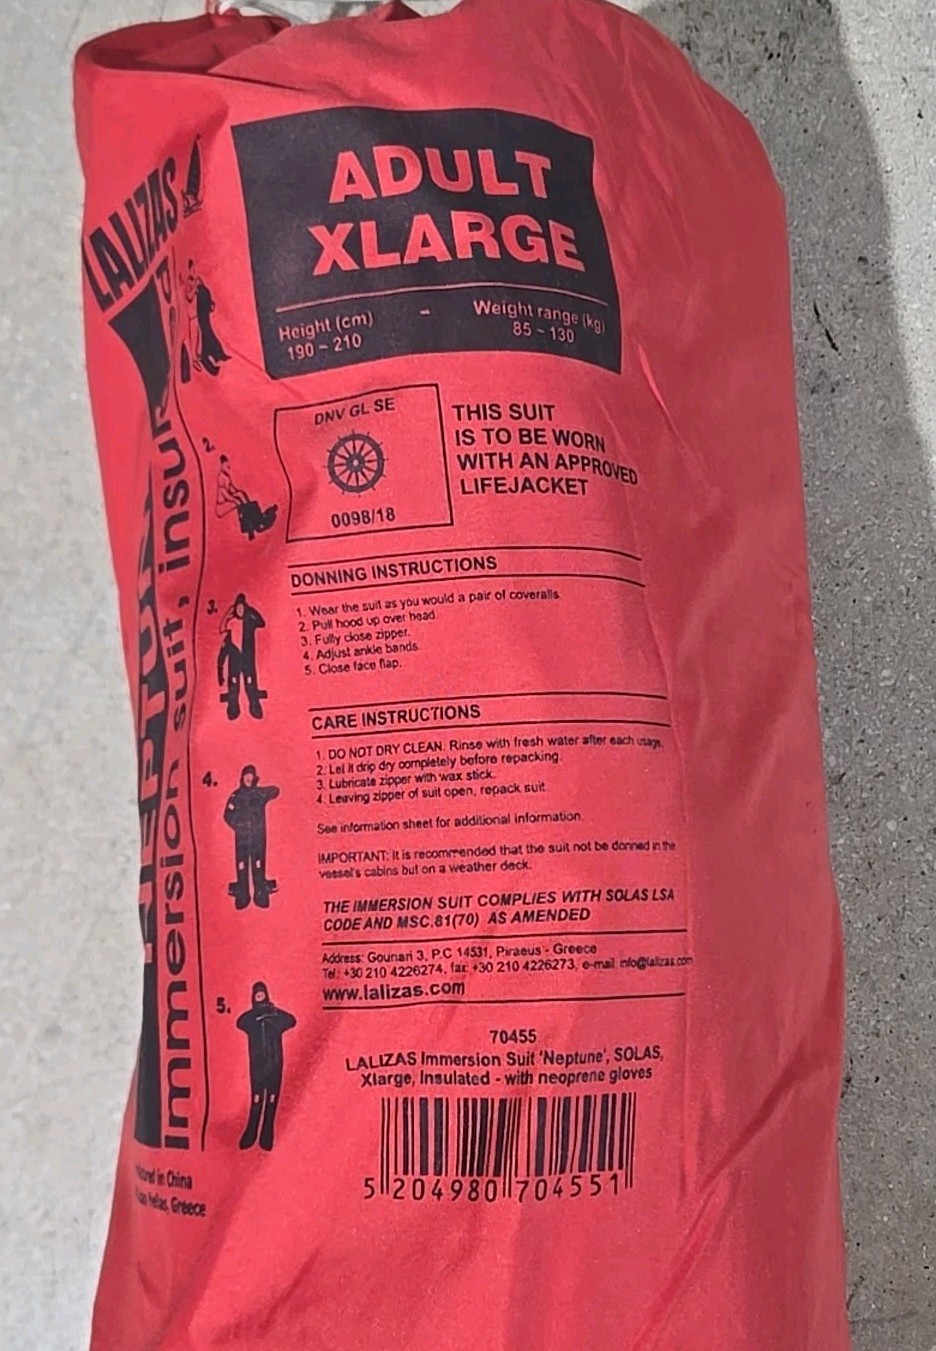 LALIZAS
ADULT
XLARGE
Height (cm) - Weight range (kg)
190 - 210 85 - 130
DNV GL SE
0098/18
THIS SUIT
IS TO BE WORN
WITH AN APPROVED
LIFEJACKET
DONNING INSTRUCTIONS
1. Wear the suit as you would a pair of coveralls.
2. Pull hood up over head.
3. Fully close zipper.
4. Adjust ankle bands.
5. Close face flap.
CARE INSTRUCTIONS
1. DO NOT DRY CLEAN. Rinse with fresh water after each usage.
2. Let it drip dry completely before repacking.
3. Lubricate zipper with wax stick.
4. Leaving zipper of suit open, repack suit.
See information sheet for additional information.
IMPORTANT: It is recommended that the suit not be donned in the
vessel's cabins but on a weather deck.
THE IMMERSION SUIT COMPLIES WITH SOLAS LSA
CODE AND MSC.81(70) AS AMENDED
Address: Gounari 3, P.C 14531, Piraeus - Greece
Tel.: +30 210 4226274, fax: +30 210 4226273, e-mail: info@lalizas.com
www.lalizas.com
70455
LALIZAS Immersion Suit 'Neptune', SOLAS,
Xlarge, Insulated - with neoprene gloves
5 204980 704551
immersion suit,
2.
3.
4.
5.
in China
hellas, Greece